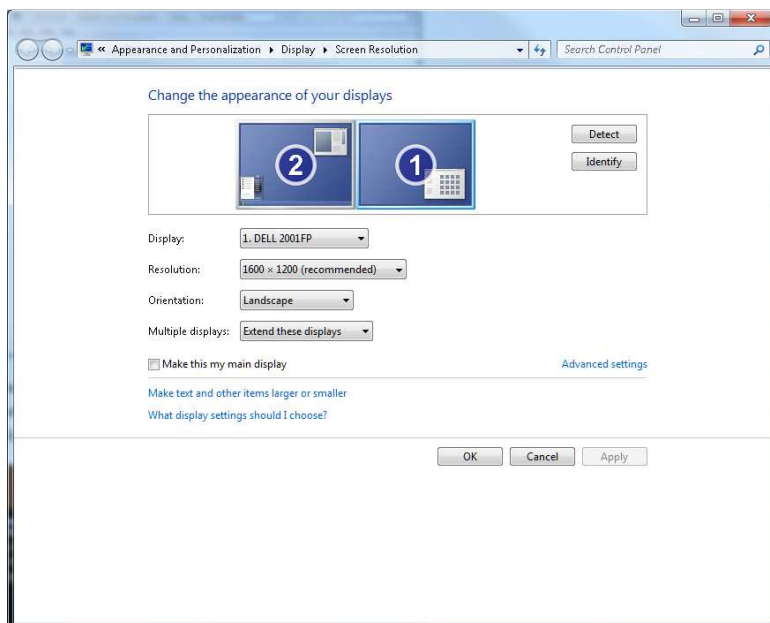 « Appearance and Personalization ▸ Display ▸ Screen Resolution
Search Control Panel
Change the appearance of your displays
2
1
Detect
Identify
Display: 1. DELL 2001FP
Resolution: 1600 × 1200 (recommended)
Orientation: Landscape
Multiple displays: Extend these displays
Make this my main display
Advanced settings
Make text and other items larger or smaller
What display settings should I choose?
OK
Cancel
Apply